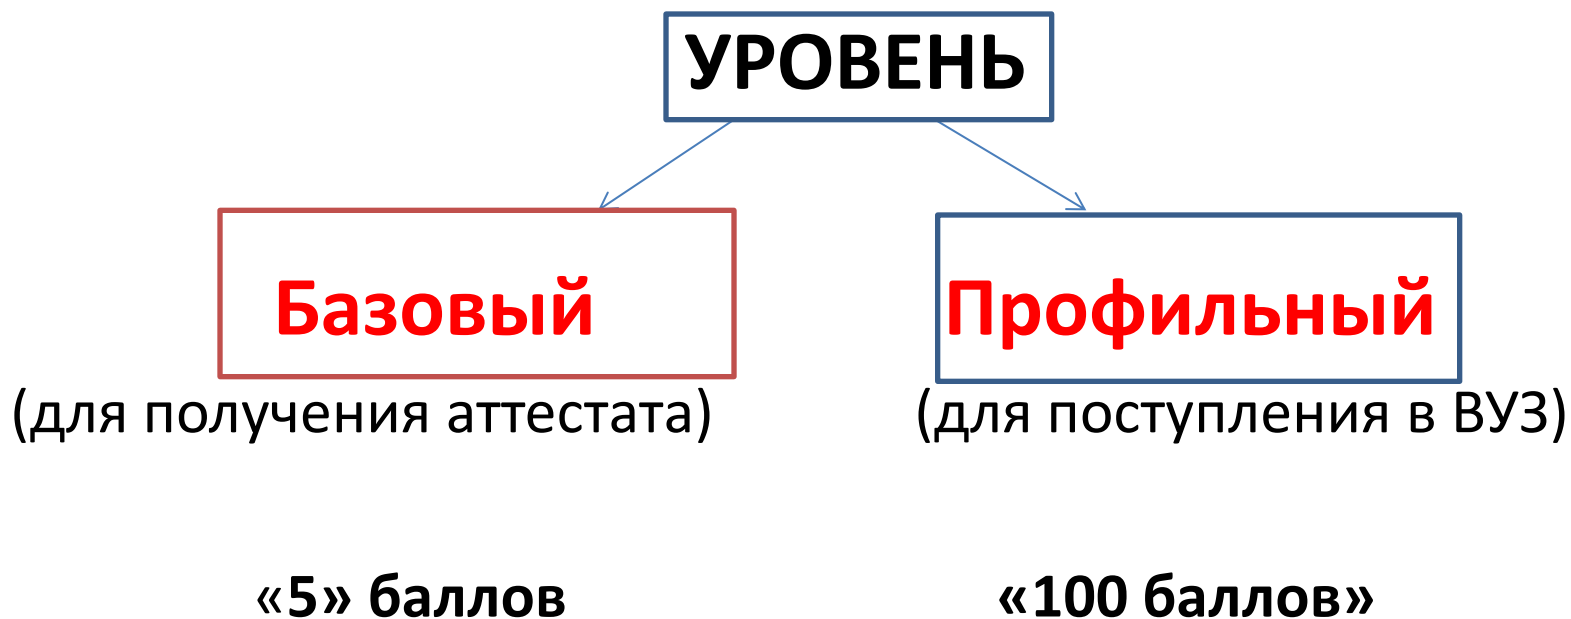 УРОВЕНЬ
Базовый
Профильный
(для получения аттестата)
(для поступления в ВУЗ)
«5» баллов
«100 баллов»